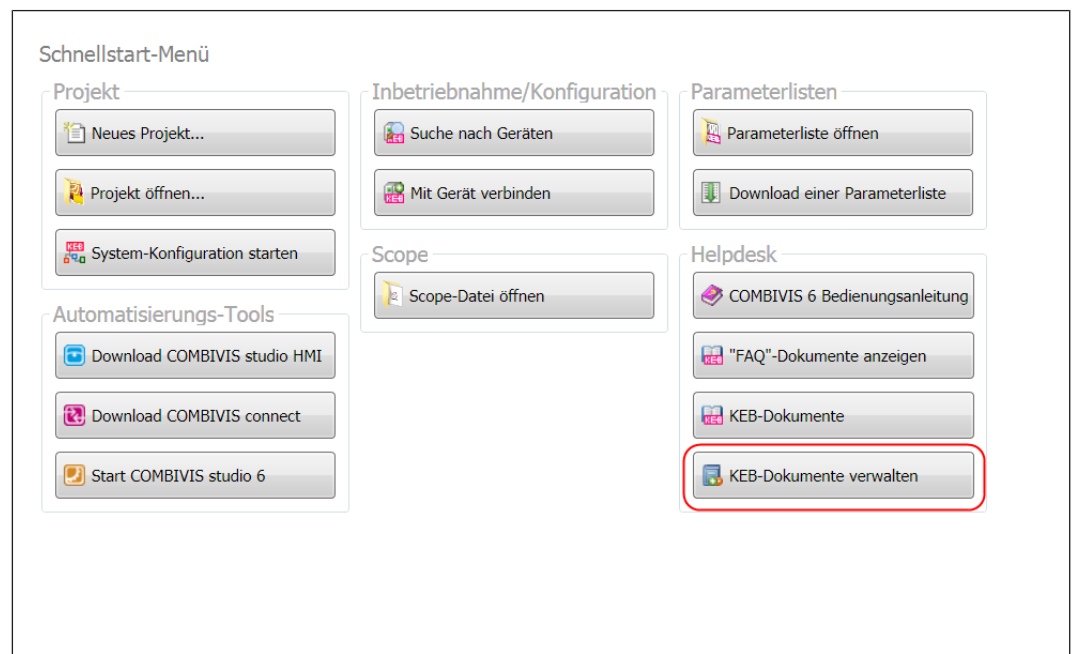 Schnellstart-Menü
Projekt
Neues Projekt...
Projekt öffnen...
System-Konfiguration starten
Automatisierungs-Tools
Download COMBIVIS studio HMI
Download COMBIVIS connect
Start COMBIVIS studio 6
Inbetriebnahme/Konfiguration
Suche nach Geräten
Mit Gerät verbinden
Scope
Scope-Datei öffnen
Parameterlisten
Parameterliste öffnen
Download einer Parameterliste
Helpdesk
COMBIVIS 6 Bedienungsanleitung
"FAQ"-Dokumente anzeigen
KEB-Dokumente
KEB-Dokumente verwalten